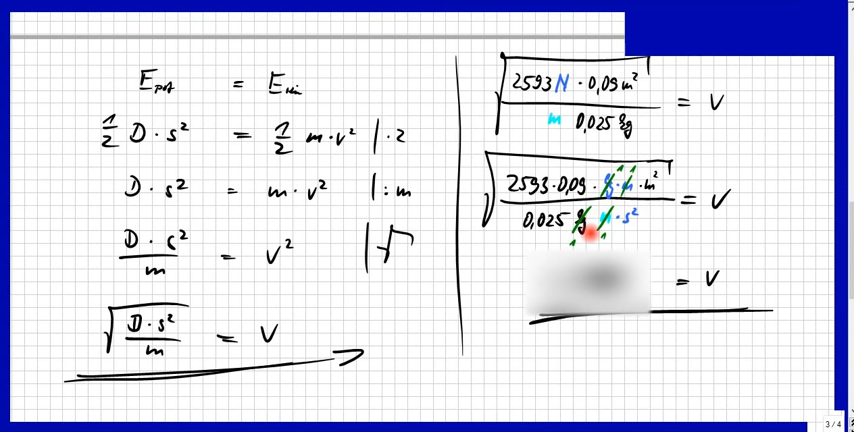 E_pot = E_kin
1/2 D · s² = 1/2 m · v² | · 2
D · s² = m · v² | : m
D · s²/m = v² | √
√(D · s²/m) = v
√(2593 N · 0,09 m²/m 0,025 kg) = v
√(2593 · 0,09 · kg · m · m²/0,025 kg m · s²) = v
= v
3 / 4